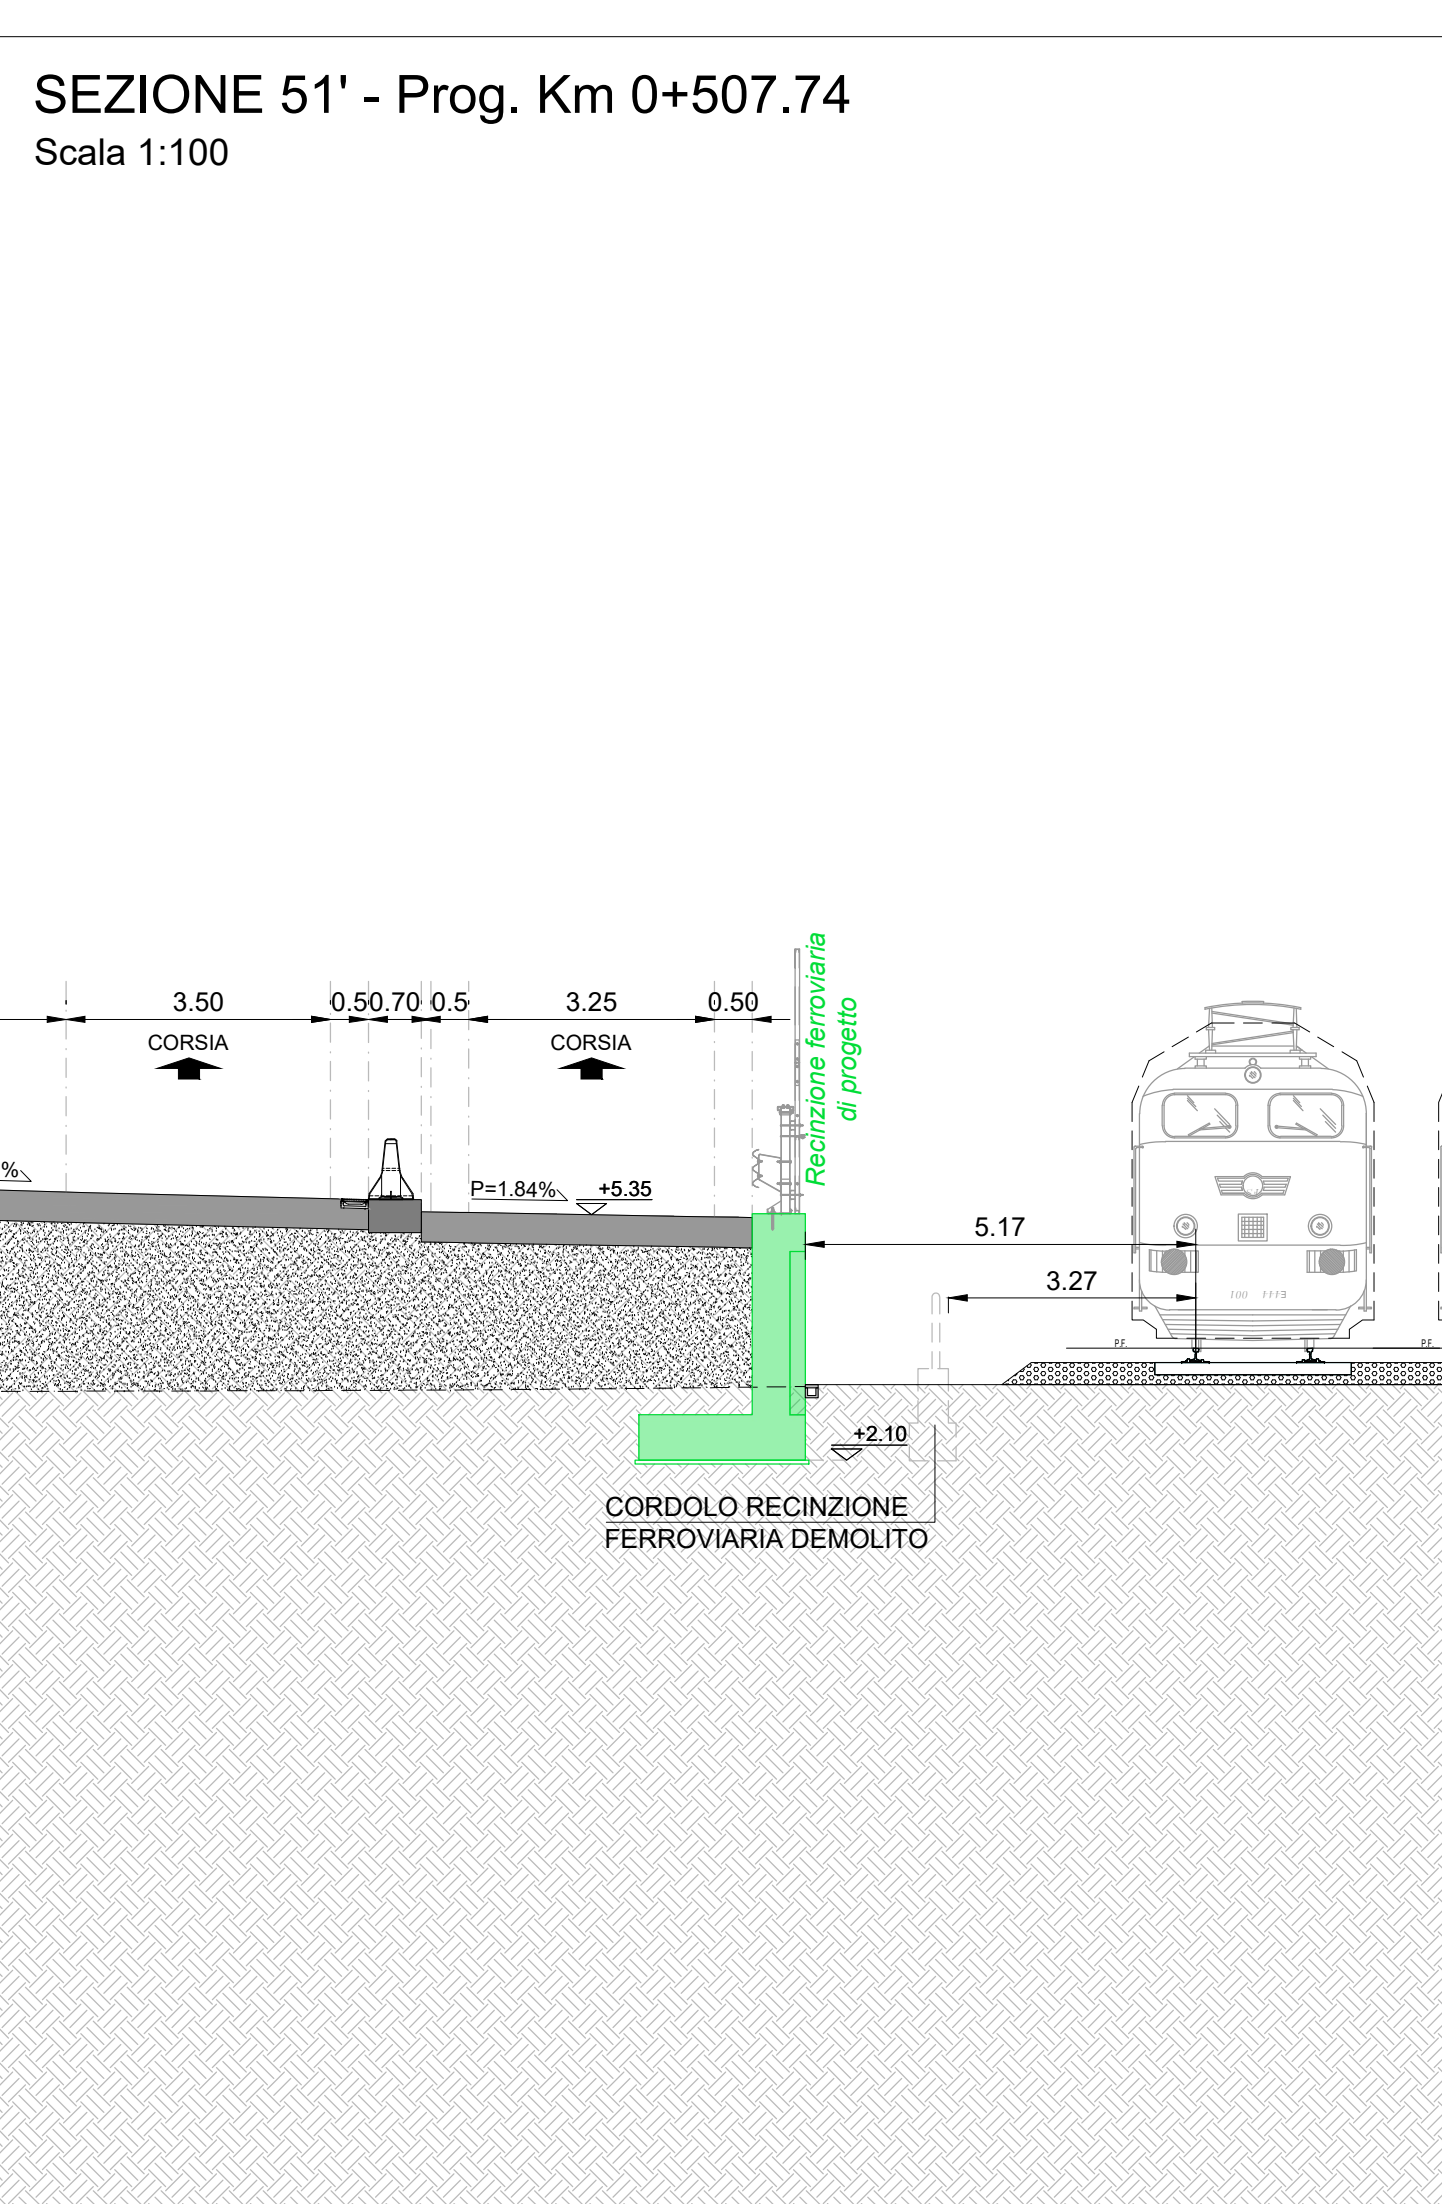 SEZIONE 51' - Prog. Km 0+507.74
Scala 1:100
3.50
0.5
0.70
0.5
3.25
0.50
CORSIA
CORSIA
Recinzione ferroviaria
di progetto
%
P=1.84%
+5.35
5.17
3.27
E444 001
P.F.
P.F.
+2.10
CORDOLO RECINZIONE
FERROVIARIA DEMOLITO